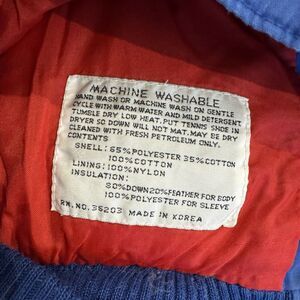 MACHINE WASHABLE
HAND WASH OR MACHINE WASH ON GENTLE
CYCLE WITH WARM WATER AND MILD DETERGENT.
TUMBLE DRY LOW HEAT. PUT TENNIS SHOE IN
DRYER SO DOWN WILL NOT MAT. MAY BE DRY
CLEANED WITH FRESH PETROLEUM ONLY.
CONTENTS
SHELL: 65% POLYESTER 35% COTTON
100% COTTON
LINING: 100% NYLON
INSULATION:
80% DOWN 20% FEATHER FOR BODY
100% POLYESTER FOR SLEEVE
R.N. NO. 36203 MADE IN KOREA